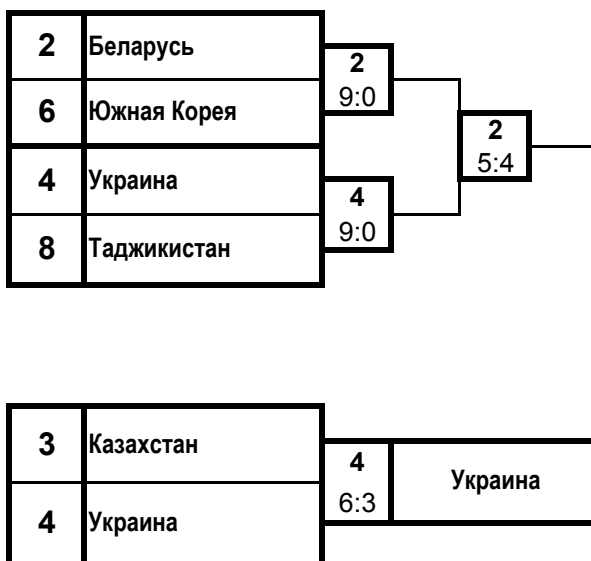 2 Беларусь
2
9:0
6 Южная Корея
2
5:4
4 Украина
4
9:0
8 Таджикистан
3 Казахстан
4
6:3
Украина
4 Украина